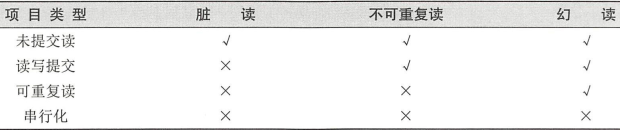 项目类型 脏读 不可重复读 幻读
未提交读 √ √ √
读写提交 × √ √
可重复读 × × √
串行化 × × ×